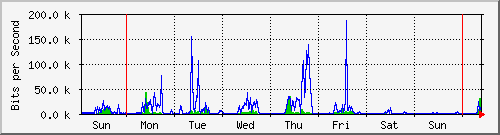 200.0 k
150.0 k
100.0 k
50.0 k
0.0 k
Bits per Second
Sun Mon Tue Wed Thu Fri Sat Sun